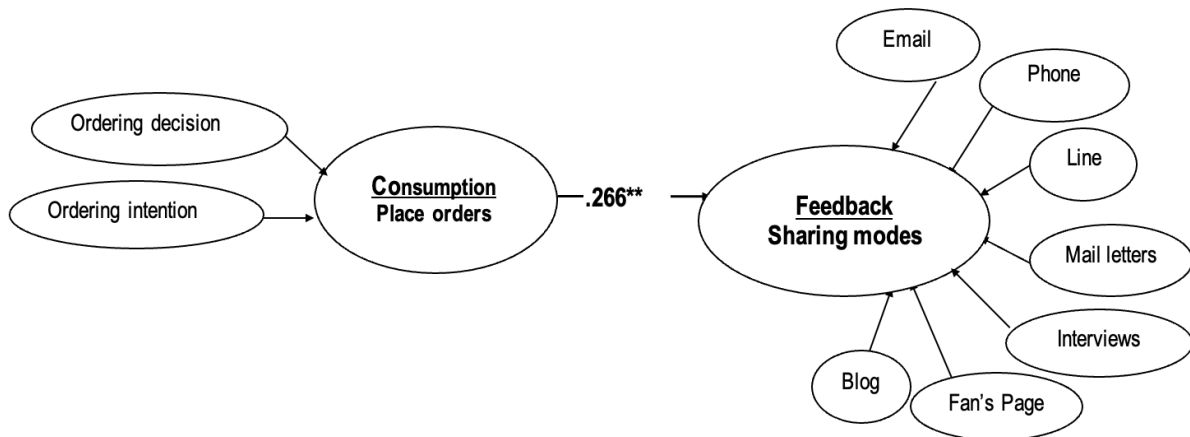 Email
Phone
Ordering decision
Line
Consumption
Place orders
.266**
Ordering intention
Feedback
Sharing modes
Mail letters
Interviews
Blog
Fan's Page